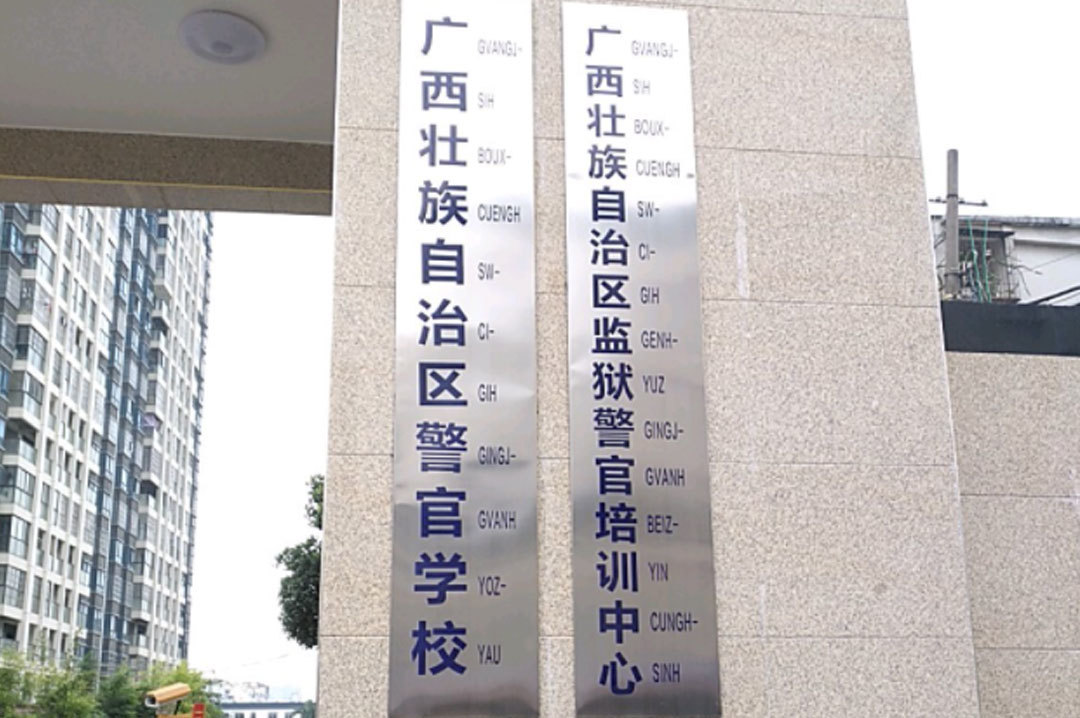 广西壮族自治区警官学校
GVANGJ-SIH BOUX-CUENGH SW-CI-GIH GINGJ-GVANH YOZ-YAU
广西壮族自治区监狱警官培训中心
GVANGJ-SIH BOUX-CUENGH SW-CI-GIH GENH-YUZ GINGJ-GVANH BEIZ-YIN CUNGH-SINH